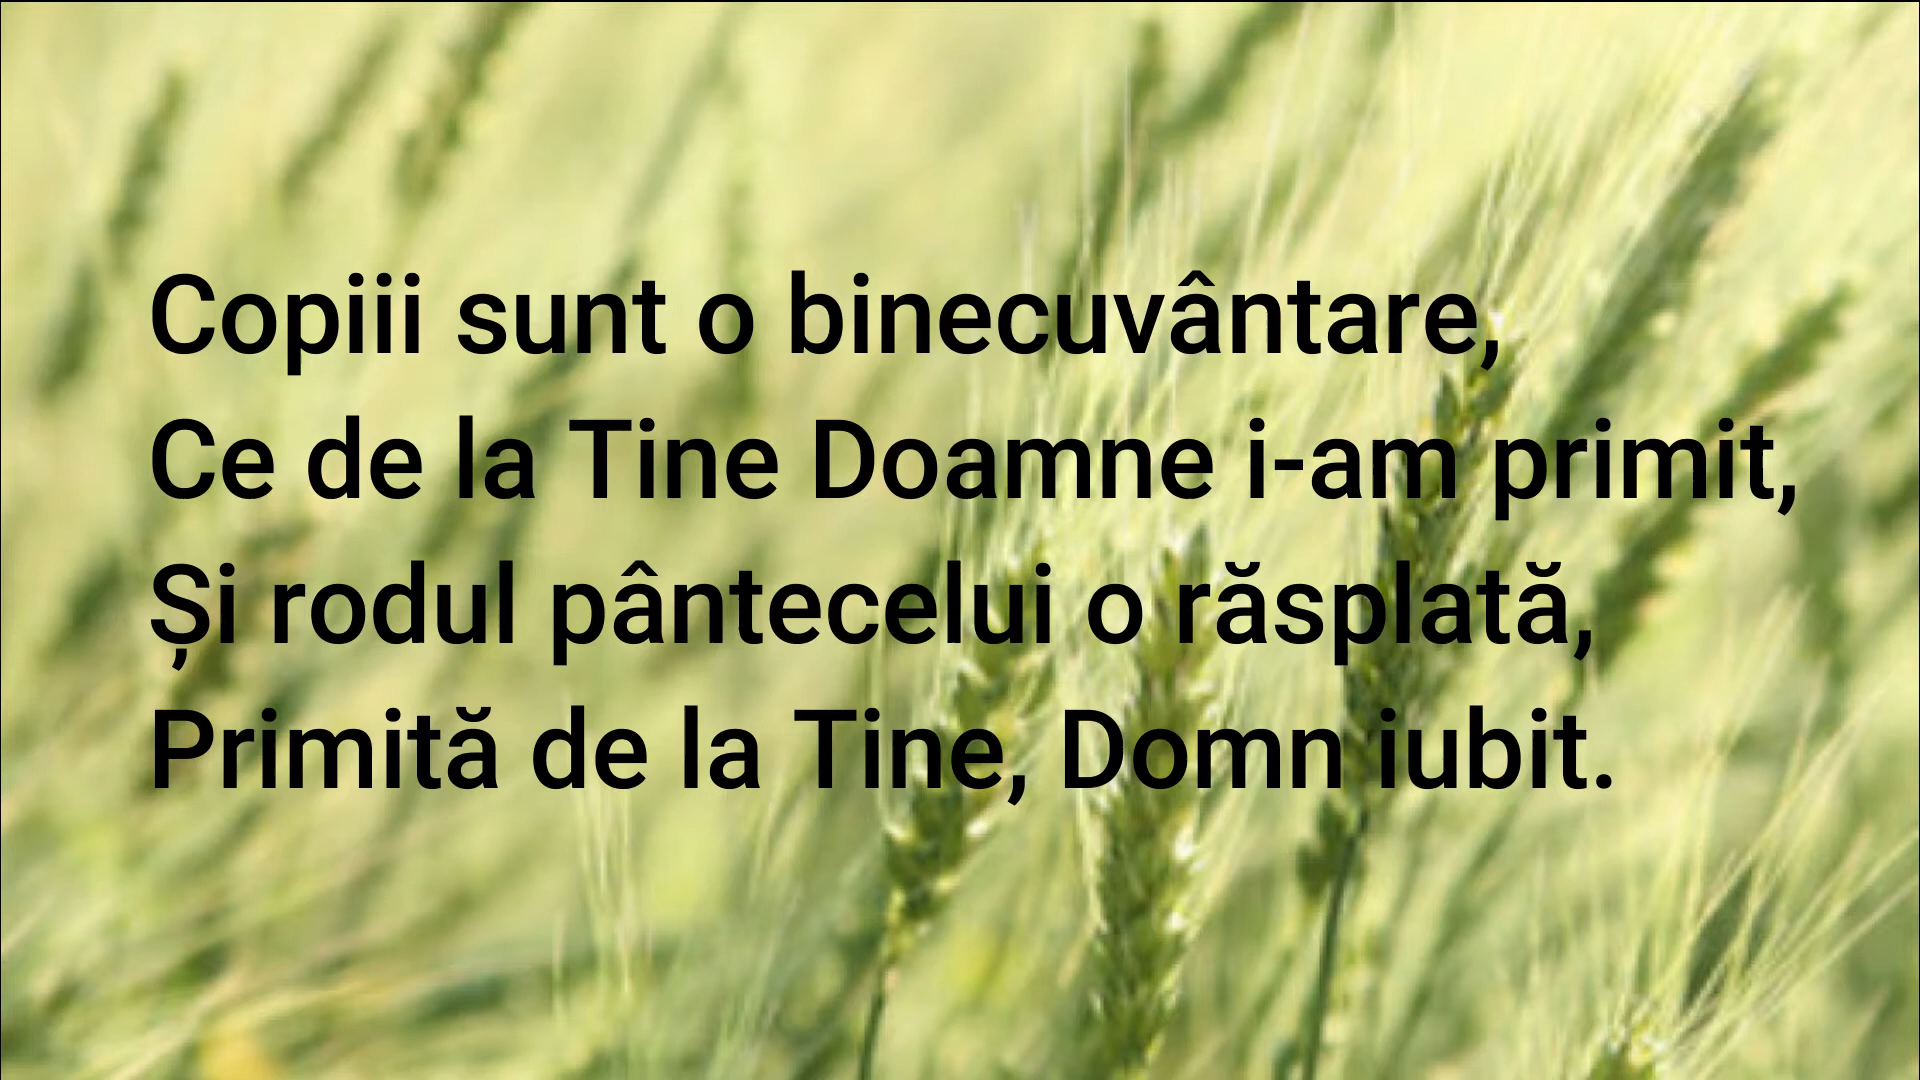 Copiii sunt o binecuvântare,
Ce de la Tine Doamne i-am primit,
Și rodul pântecelui o răsplată,
Primită de la Tine, Domn iubit.